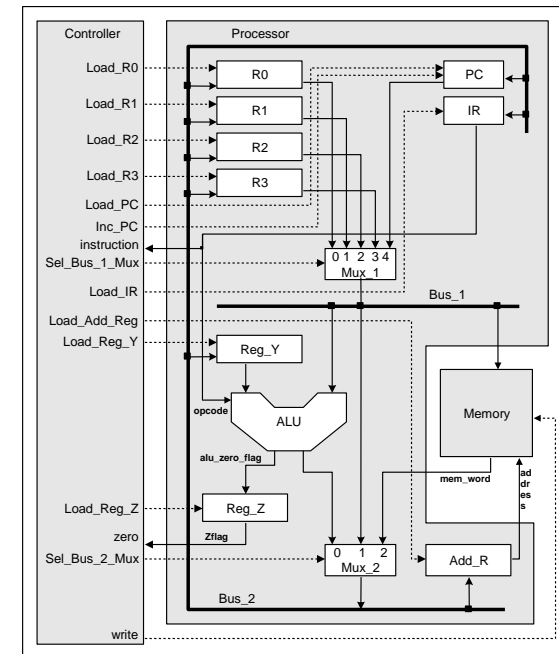 Controller
Processor
Load_R0
Load_R1
Load_R2
Load_R3
Load_PC
Inc_PC
instruction
Sel_Bus_1_Mux
Load_IR
Load_Add_Reg
Load_Reg_Y
Load_Reg_Z
zero
Sel_Bus_2_Mux
write
R0
R1
R2
R3
PC
IR
0 1 2 3 4
Mux_1
Bus_1
Reg_Y
opcode
ALU
alu_zero_flag
Reg_Z
Zflag
Memory
mem_word
ad
dr
es
s
0 1 2
Mux_2
Add_R
Bus_2